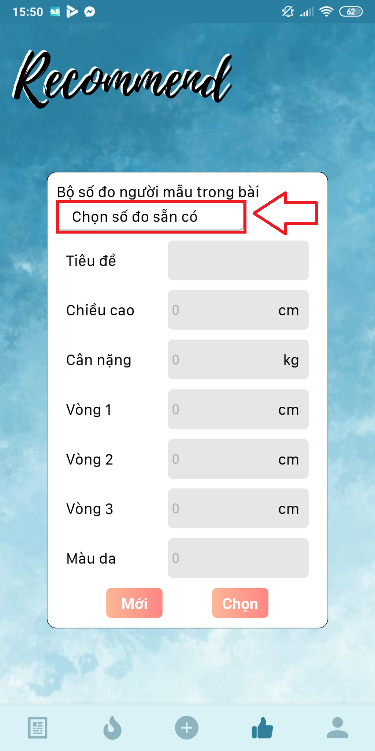 15:50
62
Recommend
Bộ số đo người mẫu trong bài
Chọn số đo sẵn có
Tiêu đề
Chiều cao 0 cm
Cân nặng 0 kg
Vòng 1 0 cm
Vòng 2 0 cm
Vòng 3 0 cm
Màu da 0
Mới Chọn